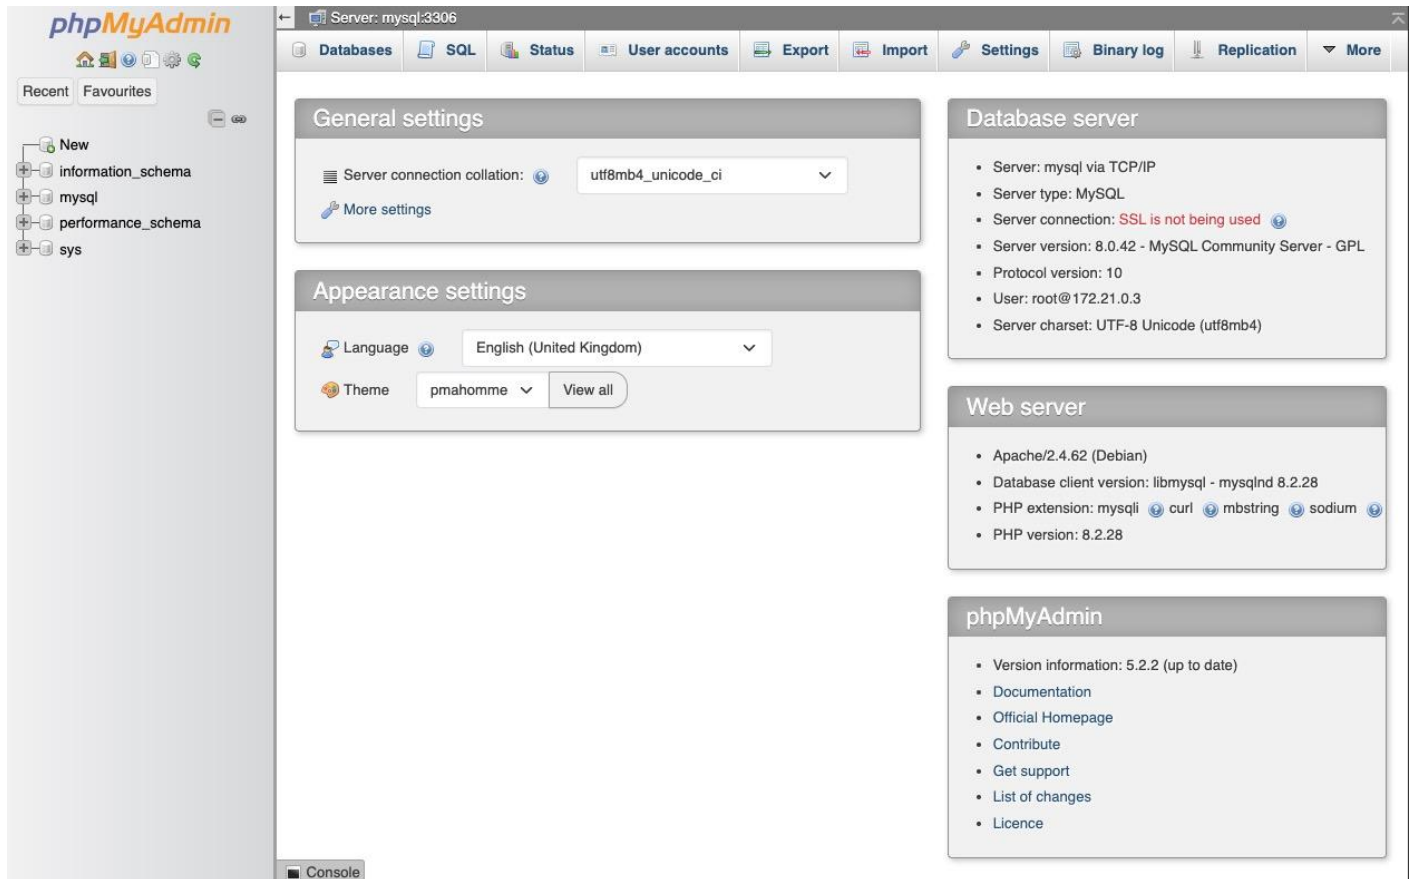 phpMyAdmin
Recent Favourites
New
information_schema
mysql
performance_schema
sys
Server: mysql:3306
Databases SQL Status User accounts Export Import Settings Binary log Replication More
General settings
Server connection collation: utf8mb4_unicode_ci
More settings
Appearance settings
Language English (United Kingdom)
Theme pmahomme View all
Database server
Server: mysql via TCP/IP
Server type: MySQL
Server connection: SSL is not being used
Server version: 8.0.42 - MySQL Community Server - GPL
Protocol version: 10
User: root@172.21.0.3
Server charset: UTF-8 Unicode (utf8mb4)
Web server
Apache/2.4.62 (Debian)
Database client version: libmysql - mysqlnd 8.2.28
PHP extension: mysqli curl mbstring sodium
PHP version: 8.2.28
phpMyAdmin
Version information: 5.2.2 (up to date)
Documentation
Official Homepage
Contribute
Get support
List of changes
Licence
Console